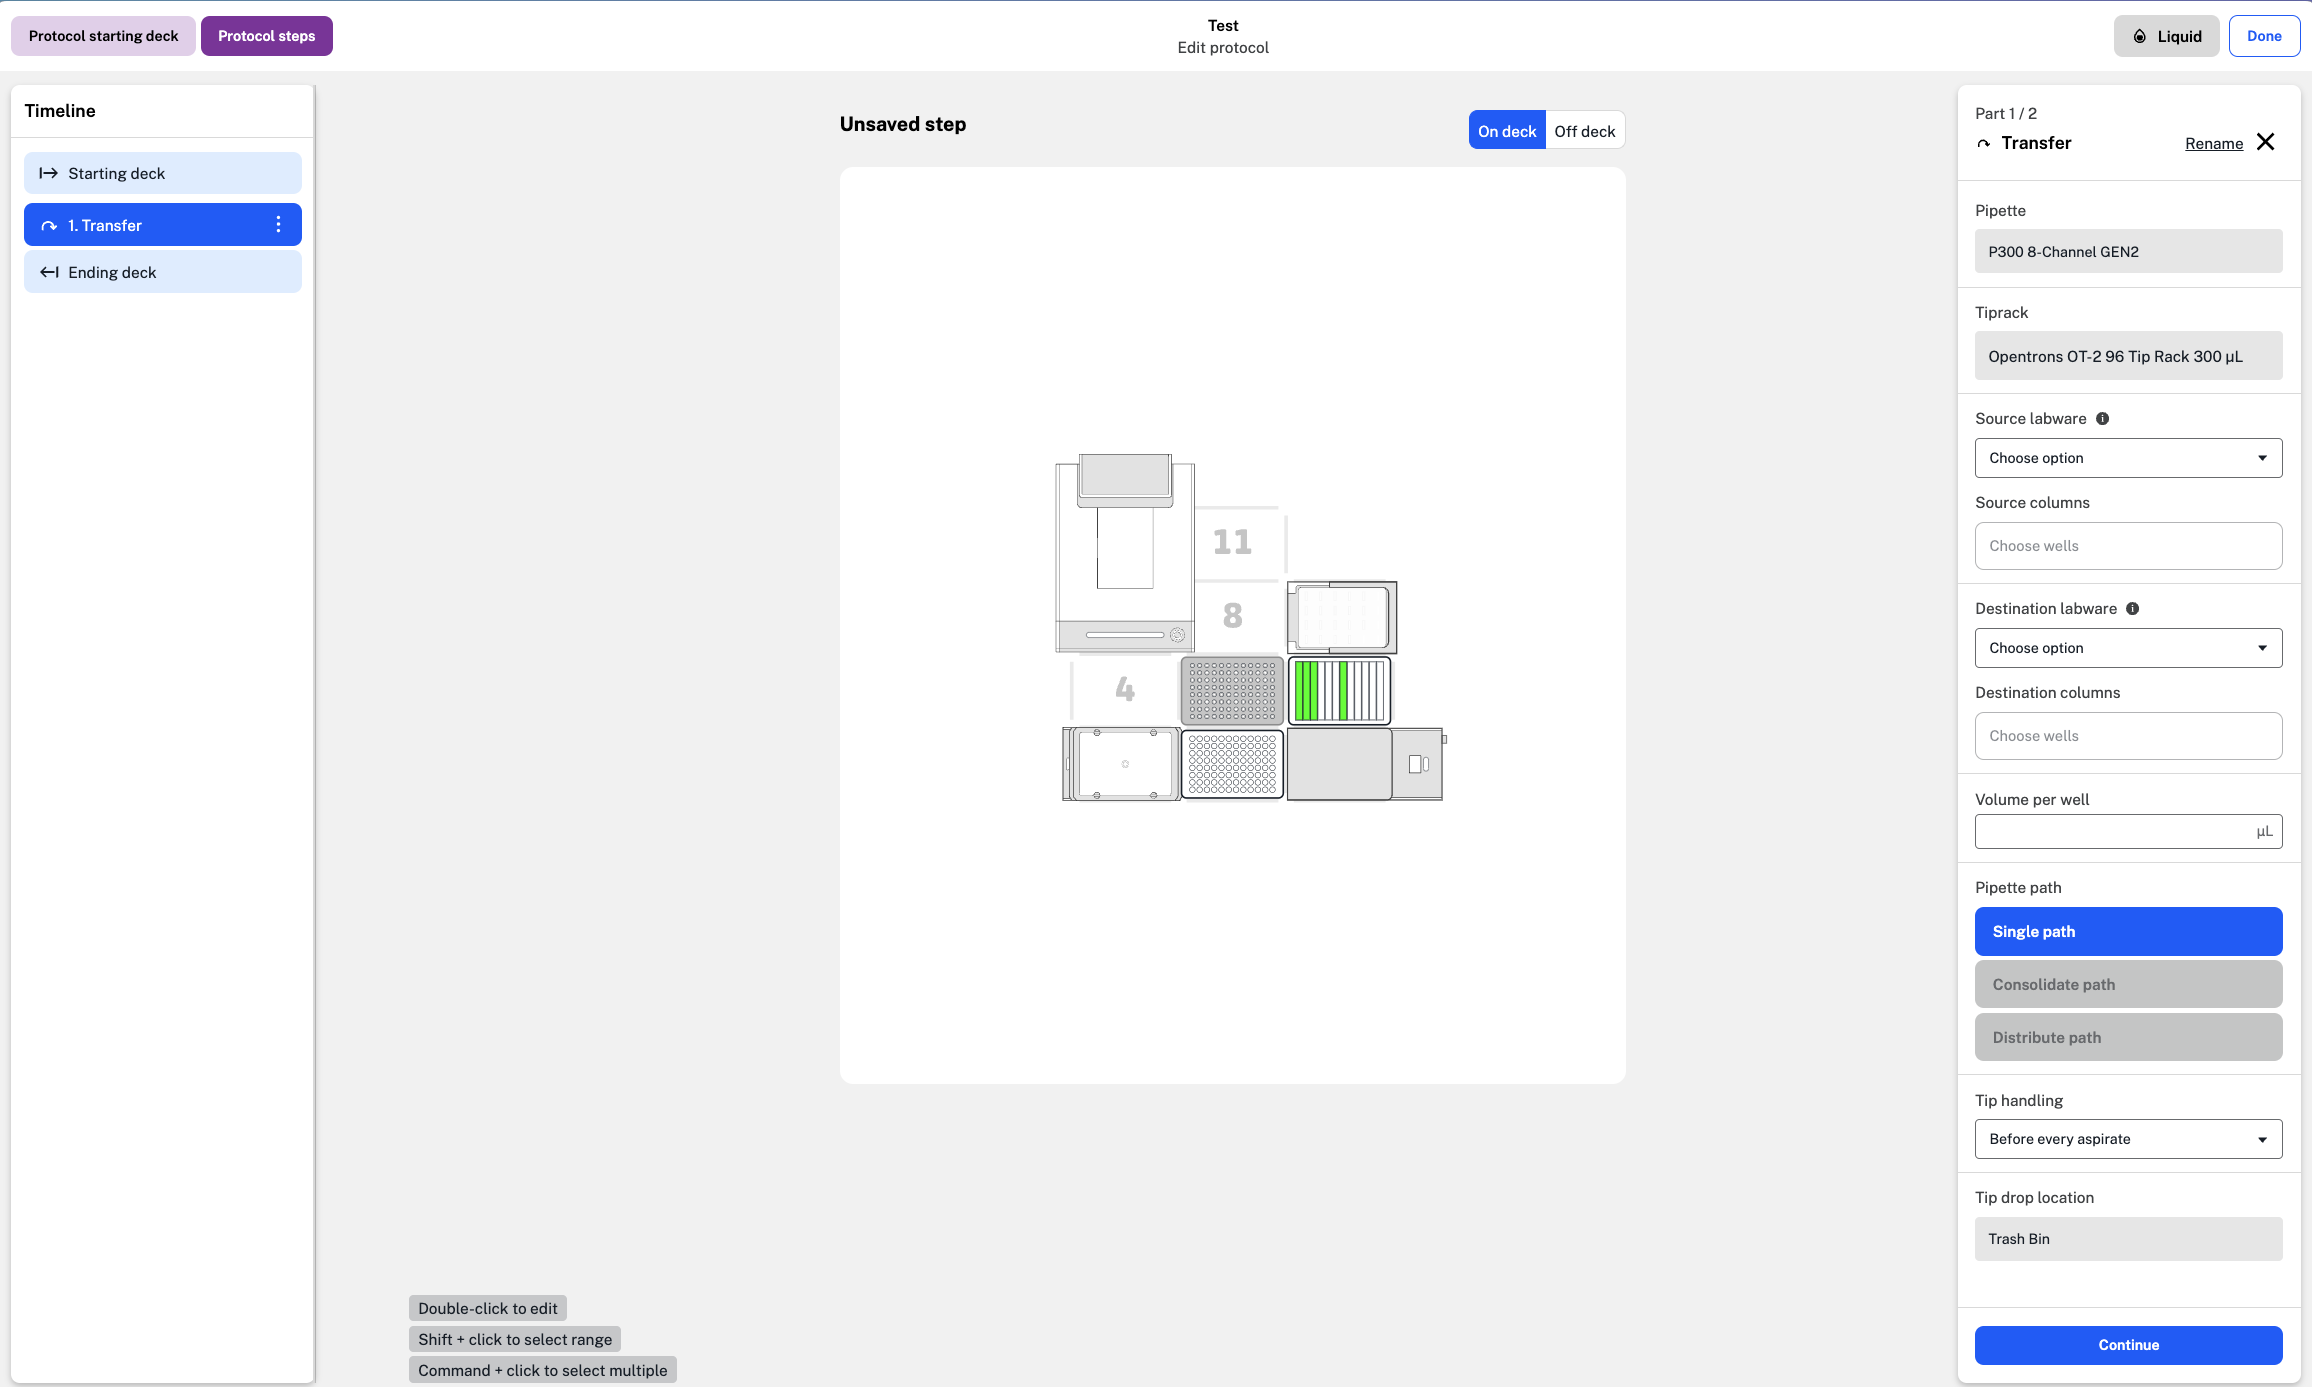 Protocol starting deck
Protocol steps
Test
Edit protocol
Liquid
Done
Timeline
Starting deck
1. Transfer
Ending deck
Unsaved step
On deck
Off deck
11
8
4
Double-click to edit
Shift + click to select range
Command + click to select multiple
Part 1 / 2
Transfer
Rename
Pipette
P300 8-Channel GEN2
Tiprack
Opentrons OT-2 96 Tip Rack 300 µL
Source labware
Choose option
Source columns
Choose wells
Destination labware
Choose option
Destination columns
Choose wells
Volume per well
µL
Pipette path
Single path
Consolidate path
Distribute path
Tip handling
Before every aspirate
Tip drop location
Trash Bin
Continue